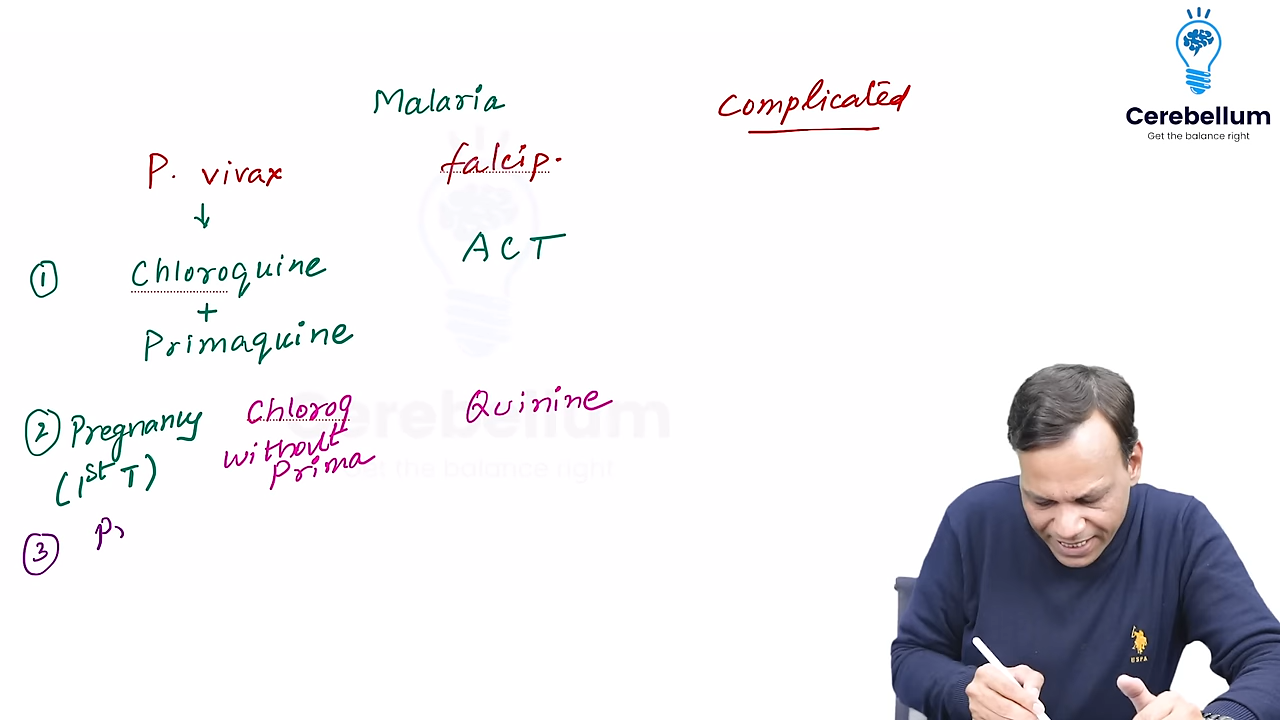 Cerebellum
Get the balance right
Malaria
Complicated
P. vivax
falcip.
↓
① Chloroquine
+
Primaquine
ACT
② Pregnancy
(1st T)
Chloroq
without
Prima
Quinine
③
USPA